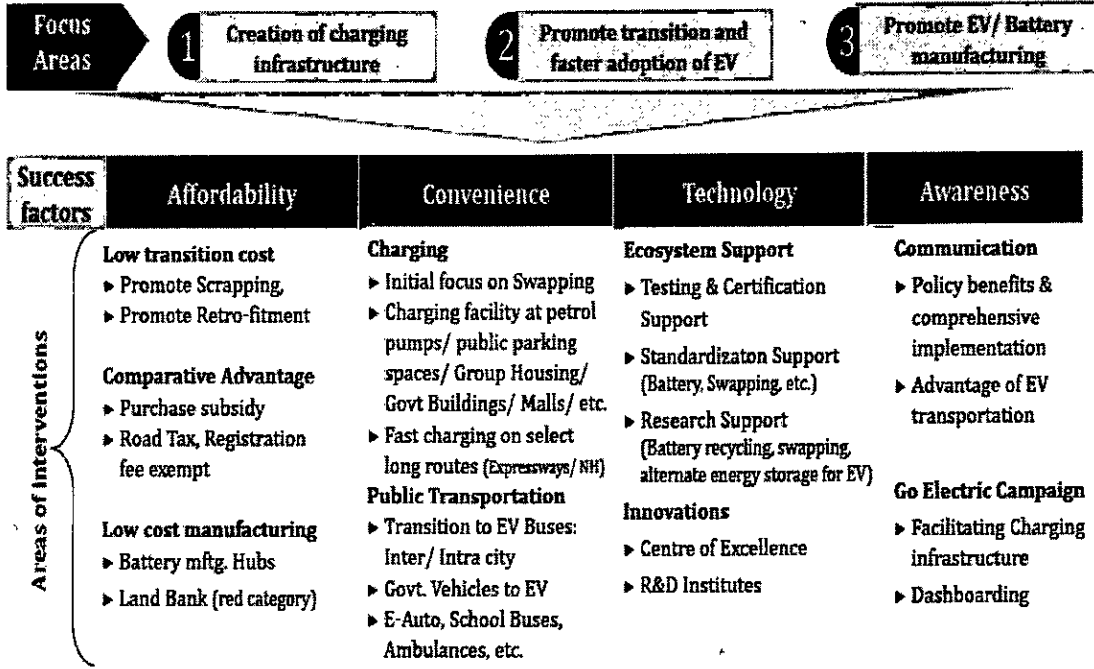 Focus
Areas
1
Creation of charging
infrastructure
2
Promote transition and
faster adoption of EV
3
Promote EV/ Battery
manufacturing
Success
factors
Affordability
Convenience
Technology
Awareness
Areas of interventions
Low transition cost
▸ Promote Scrapping,
▸ Promote Retro-fitment
Comparative Advantage
▸ Purchase subsidy
▸ Road Tax, Registration
fee exempt
Low cost manufacturing
▸ Battery mftg. Hubs
▸ Land Bank (red category)
Charging
▸ Initial focus on Swapping
▸ Charging facility at petrol
pumps/ public parking
spaces/ Group Housing/
Govt Buildings/ Malls/ etc.
▸ Fast charging on select
long routes (Expressways/ NH)
Public Transportation
▸ Transition to EV Buses:
Inter/ Intra city
▸ Govt. Vehicles to EV
▸ E-Auto, School Buses,
Ambulances, etc.
Ecosystem Support
▸ Testing & Certification
Support
▸ Standardizaton Support
(Battery, Swapping, etc.)
▸ Research Support
(Battery recycling, swapping,
alternate energy storage for EV)
Innovations
▸ Centre of Excellence
▸ R&D Institutes
Communication
▸ Policy benefits &
comprehensive
implementation
▸ Advantage of EV
transportation
Go Electric Campaign
▸ Facilitating Charging
infrastructure
▸ Dashboarding